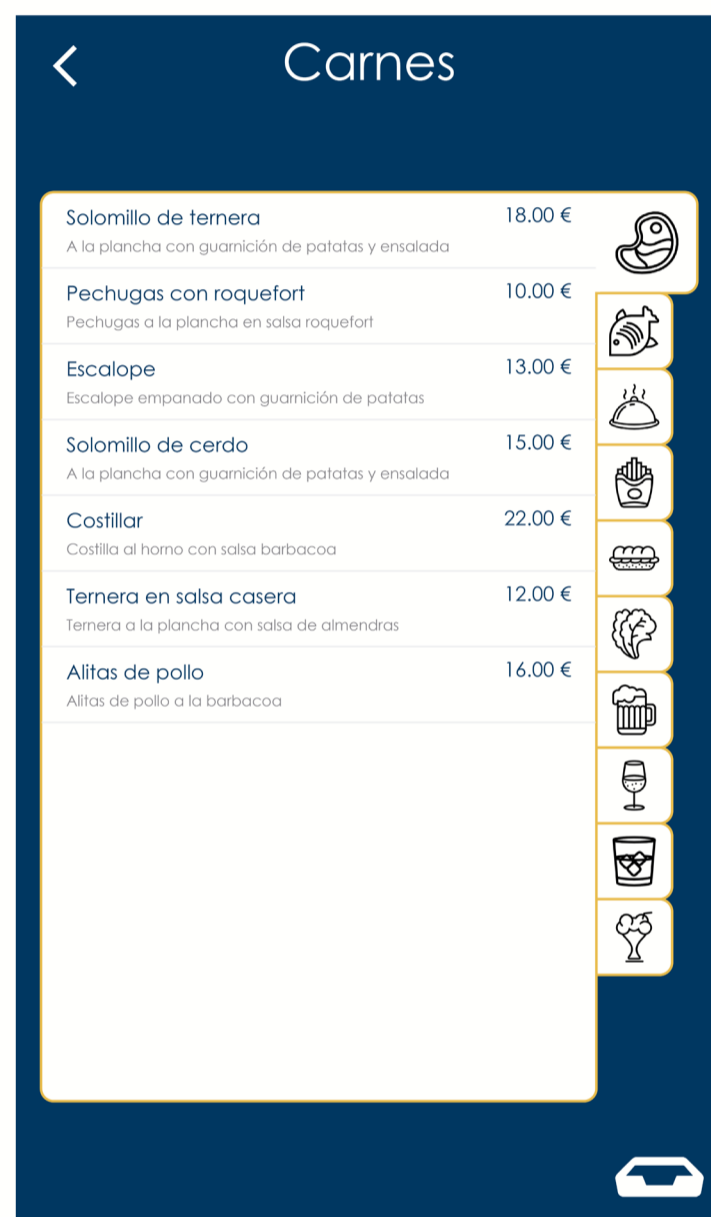 Carnes
Solomillo de ternera 18.00 €
A la plancha con guarnición de patatas y ensalada
Pechugas con roquefort 10.00 €
Pechugas a la plancha en salsa roquefort
Escalope 13.00 €
Escalope empanado con guarnición de patatas
Solomillo de cerdo 15.00 €
A la plancha con guarnición de patatas y ensalada
Costillar 22.00 €
Costilla al horno con salsa barbacoa
Ternera en salsa casera 12.00 €
Ternera a la plancha con salsa de almendras
Alitas de pollo 16.00 €
Alitas de pollo a la barbacoa